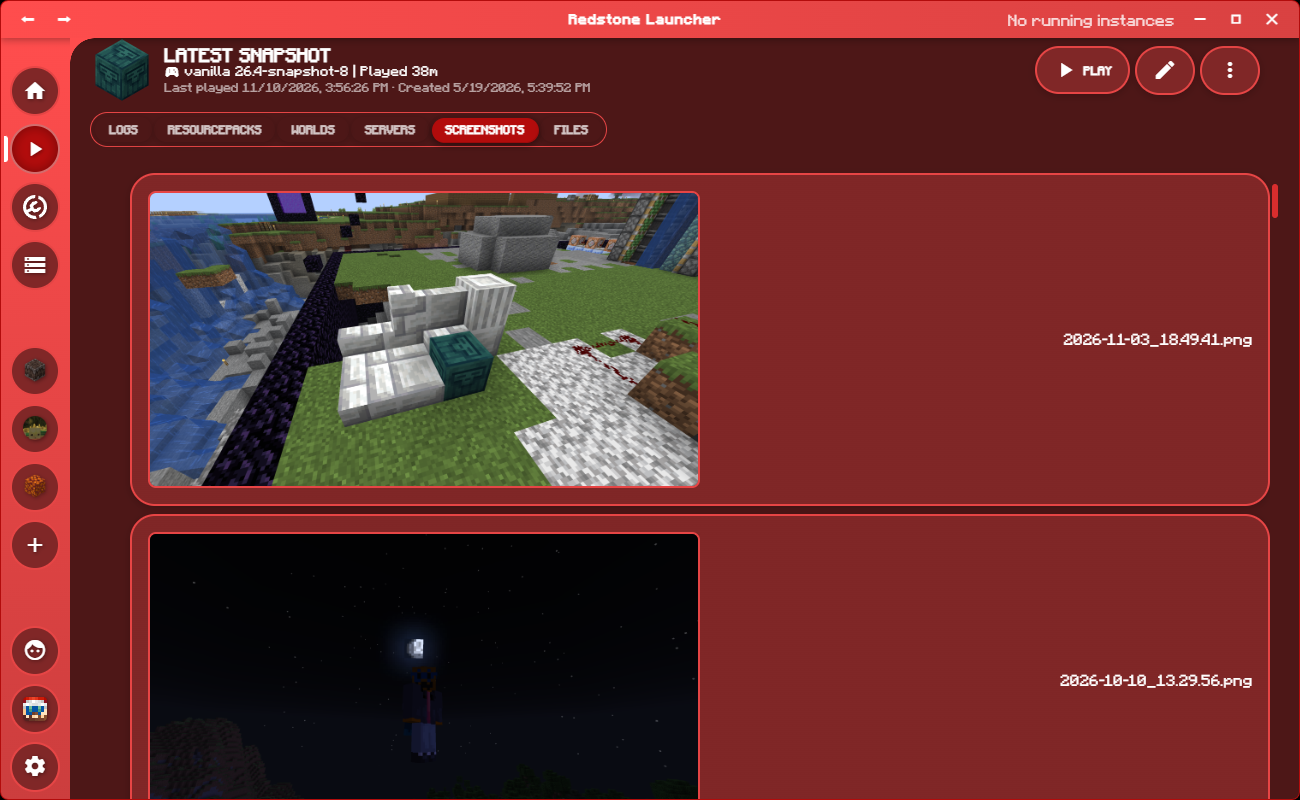 Redstone Launcher
No running instances
LATEST SNAPSHOT
vanilla 26.4-snapshot-8 | Played 38m
Last played 11/10/2026, 3:56:26 PM · Created 5/19/2026, 5:39:52 PM
PLAY
LOGS RESOURCEPACKS WORLDS SERVERS SCREENSHOTS FILES
2026-11-03_18.49.41.png
2026-10-10_13.29.56.png